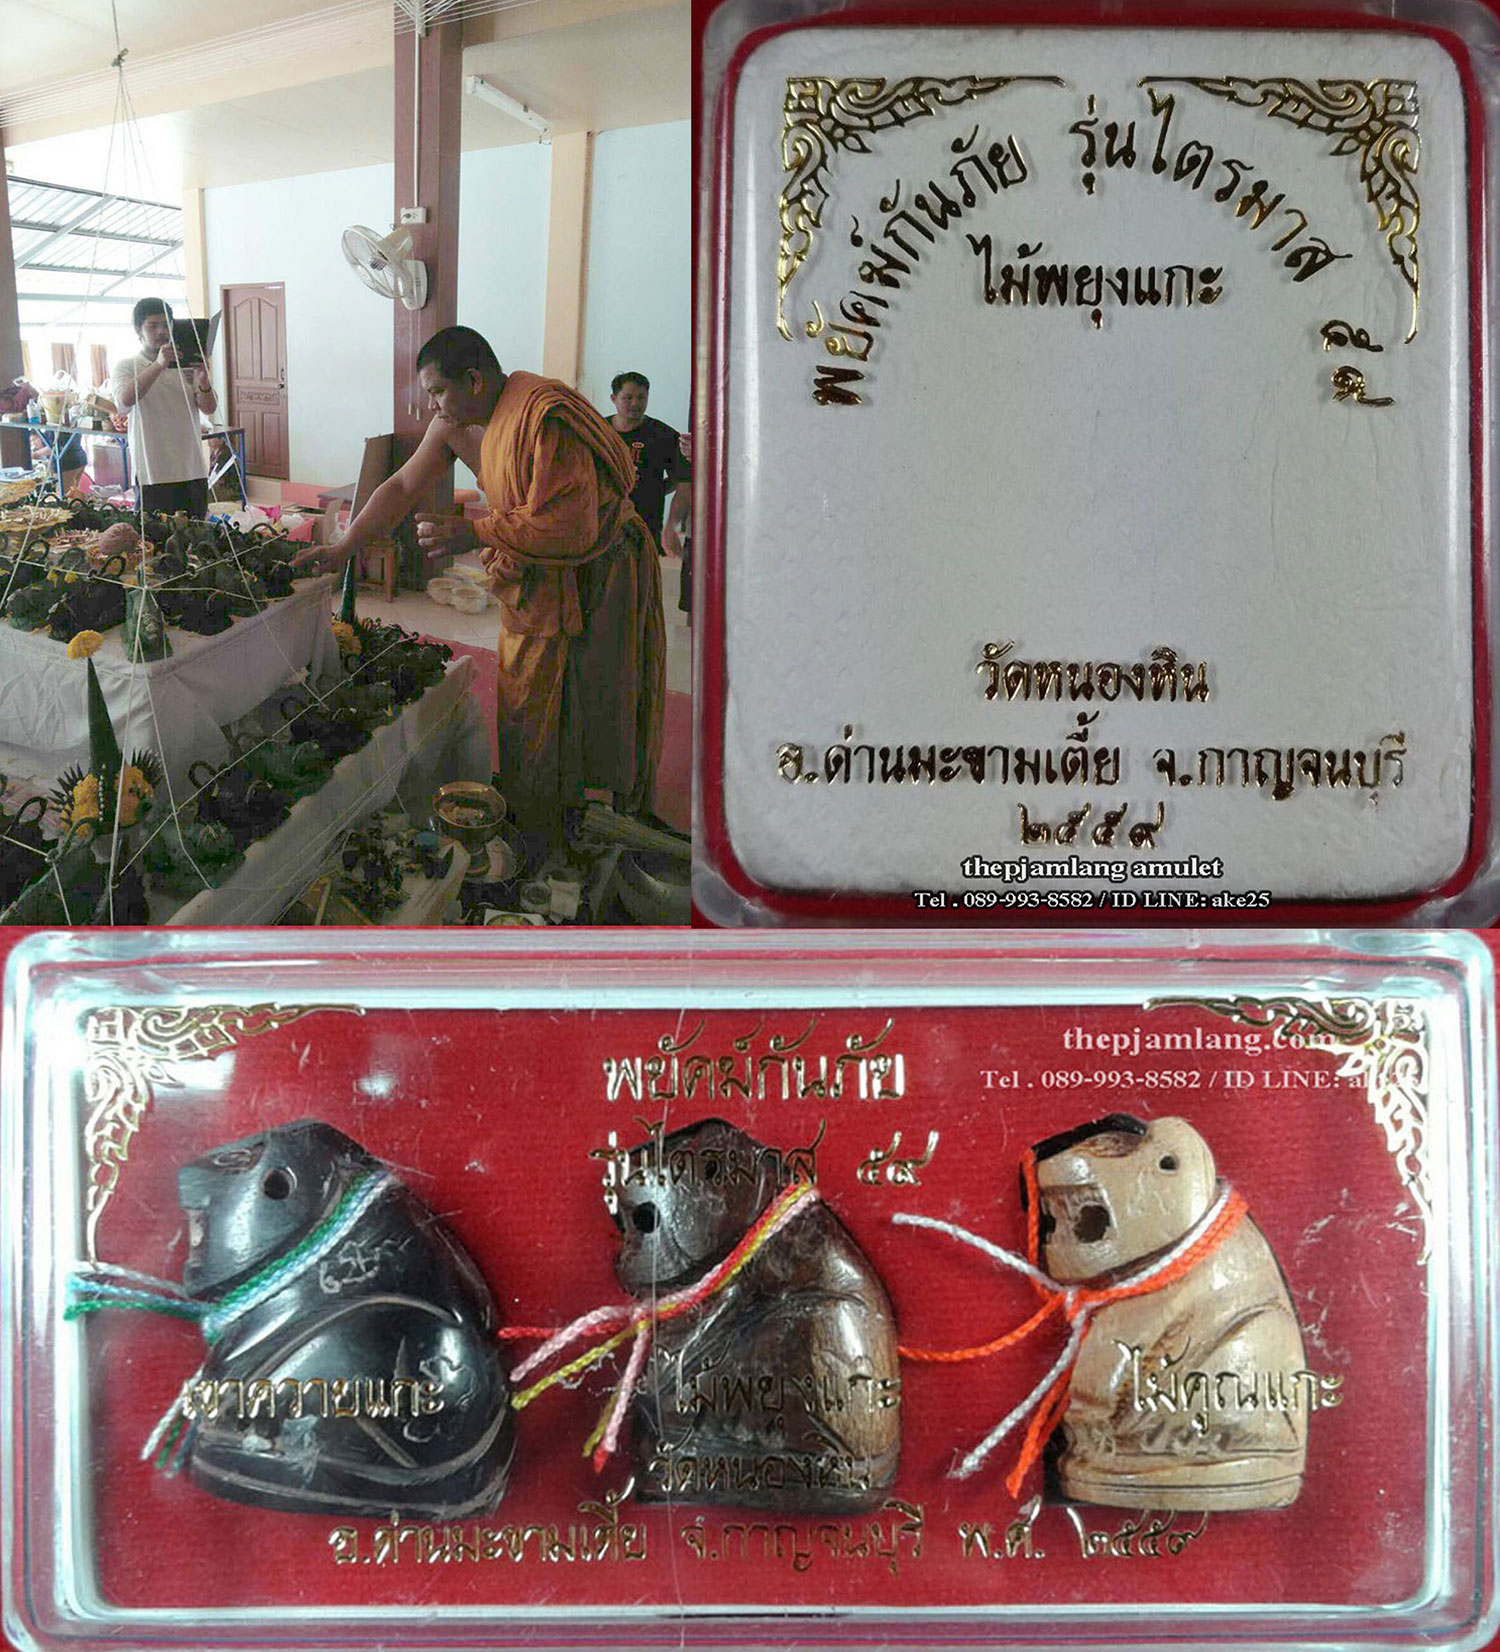 พยัคฆ์กันภัย รุ่นไตรมาส ๕๙
ไม้พยุงแกะ
วัดหนองหิน
อ.ด่านมะขามเตี้ย จ.กาญจนบุรี
๒๕๕๙
thepjamlang amulet
Tel . 089-993-8582 / ID LINE: ake25
thepjamlang.com
Tel . 089-993-8582 / ID LINE:
พยัคฆ์กันภัย
รุ่นไตรมาส ๕๙
เขาควายแกะ ไม้พยุงแกะ ไม้คูณแกะ
วัดหนองหิน
อ.ด่านมะขามเตี้ย จ.กาญจนบุรี พ.ศ. ๒๕๕๙